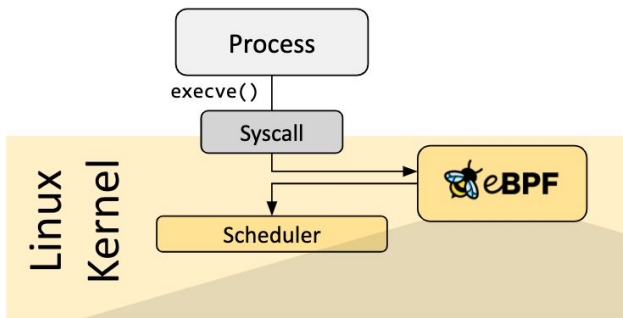 Process
execve()
Syscall
eBPF
Scheduler
Linux
Kernel